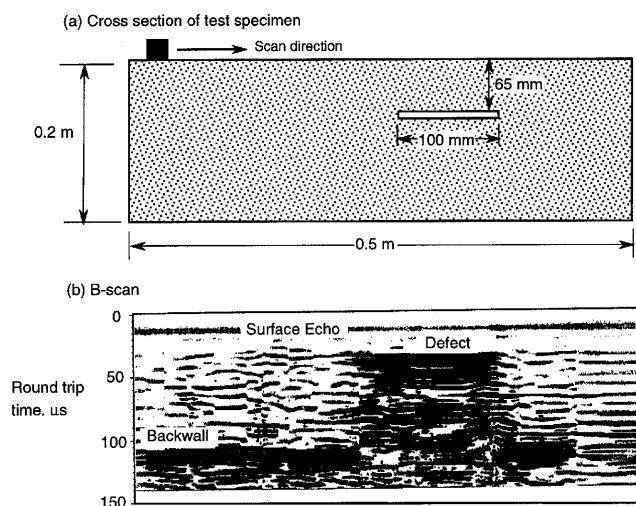 (a) Cross section of test specimen
Scan direction
65 mm
0.2 m
100 mm
0.5 m
(b) B-scan
0
Surface Echo
Defect
50
Round trip
time. us
Backwall
100
150